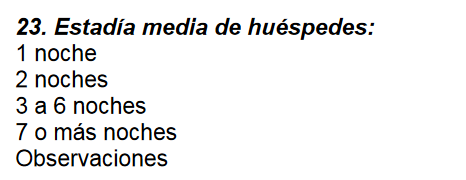 23. Estadía media de huéspedes:
1 noche
2 noches
3 a 6 noches
7 o más noches
Observaciones